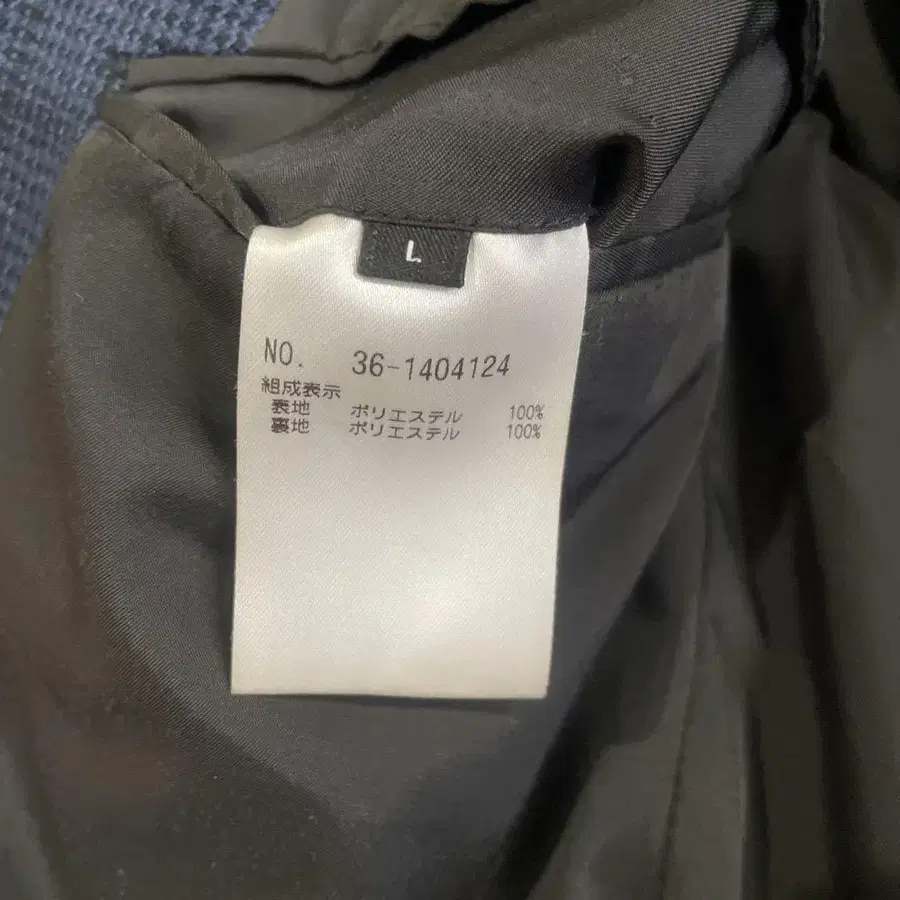 L
NO. 36-1404124
組成表示
表地 ポリエステル 100%
裏地 ポリエステル 100%